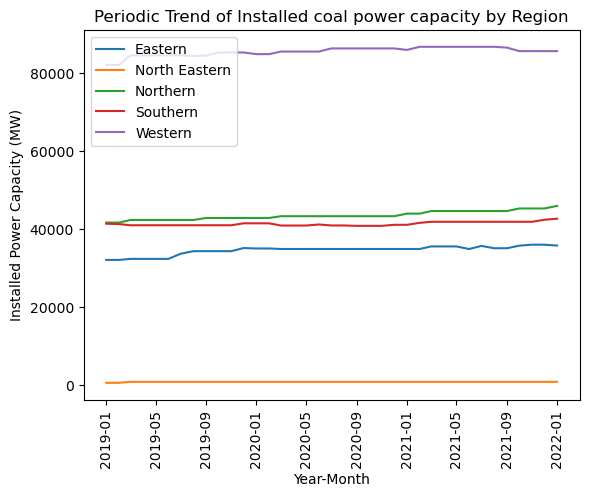 Periodic Trend of Installed coal power capacity by Region
Installed Power Capacity (MW)
80000
60000
40000
20000
0
Eastern
North Eastern
Northern
Southern
Western
2019-01
2019-05
2019-09
2020-01
2020-05
2020-09
2021-01
2021-05
2021-09
2022-01
Year-Month